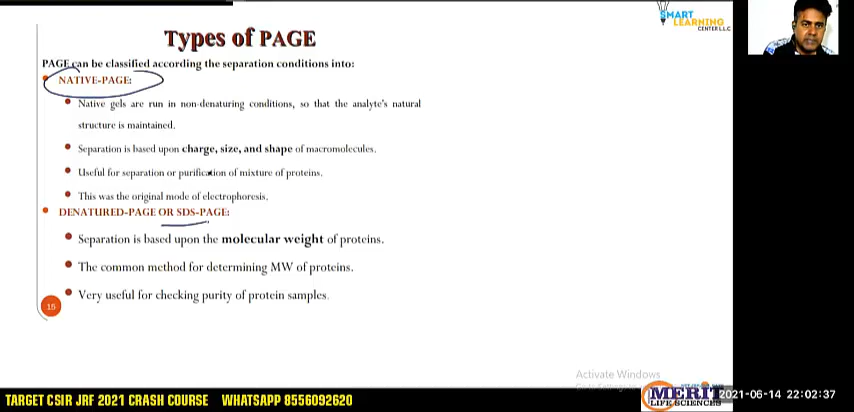 SMART
LEARNING
CENTER L.L.C
Types of PAGE
PAGE can be classified according the separation conditions into:
NATIVE-PAGE:
Native gels are run in non-denaturing conditions, so that the analyte's natural
structure is maintained.
Separation is based upon charge, size, and shape of macromolecules.
Useful for separation or purification of mixture of proteins.
This was the original mode of electrophoresis.
DENATURED-PAGE OR SDS-PAGE:
Separation is based upon the molecular weight of proteins.
The common method for determining MW of proteins.
Very useful for checking purity of protein samples.
15
Activate Windows
MERIT
LIFE SCIENCES
2021-06-14 22:02:37
TARGET CSIR JRF 2021 CRASH COURSE WHATSAPP 8556092620